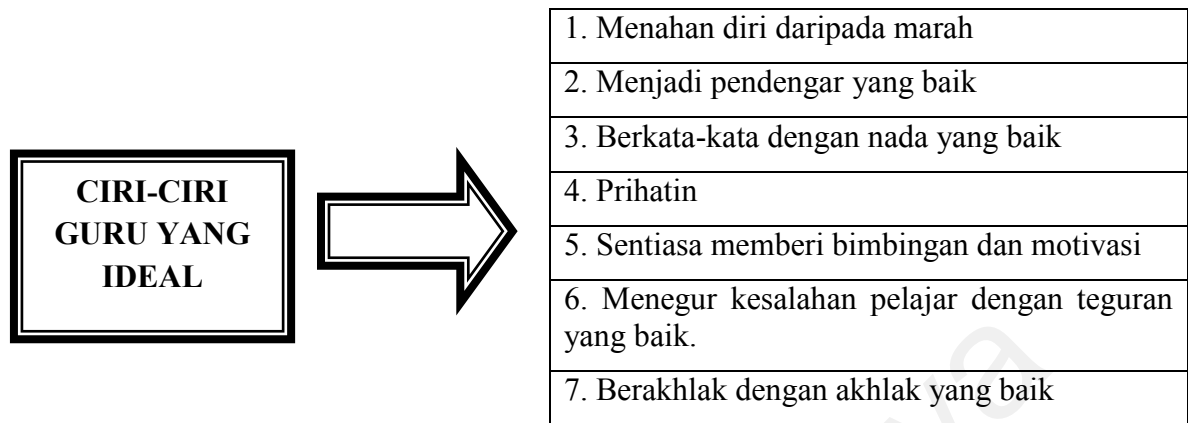 CIRI-CIRI
GURU YANG
IDEAL
1. Menahan diri daripada marah
2. Menjadi pendengar yang baik
3. Berkata-kata dengan nada yang baik
4. Prihatin
5. Sentiasa memberi bimbingan dan motivasi
6. Menegur kesalahan pelajar dengan teguran
yang baik.
7. Berakhlak dengan akhlak yang baik